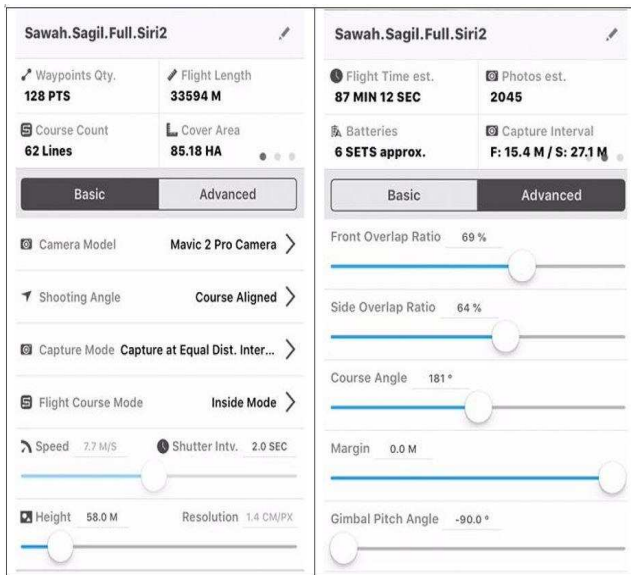 Sawah.Sagil.Full.Siri2
Waypoints Qty.
128 PTS
Flight Length
33594 M
Course Count
62 Lines
Cover Area
85.18 HA
Basic
Advanced
Camera Model
Mavic 2 Pro Camera
Shooting Angle
Course Aligned
Capture Mode
Capture at Equal Dist. Inter...
Flight Course Mode
Inside Mode
Speed 7.7 M/S
Shutter Intv. 2.0 SEC
Height 58.0 M
Resolution 1.4 CM/PX
Sawah.Sagil.Full.Siri2
Flight Time est.
87 MIN 12 SEC
Photos est.
2045
Batteries
6 SETS approx.
Capture Interval
F: 15.4 M / S: 27.1 M
Basic
Advanced
Front Overlap Ratio 69 %
Side Overlap Ratio 64 %
Course Angle 181 °
Margin 0.0 M
Gimbal Pitch Angle -90.0 °